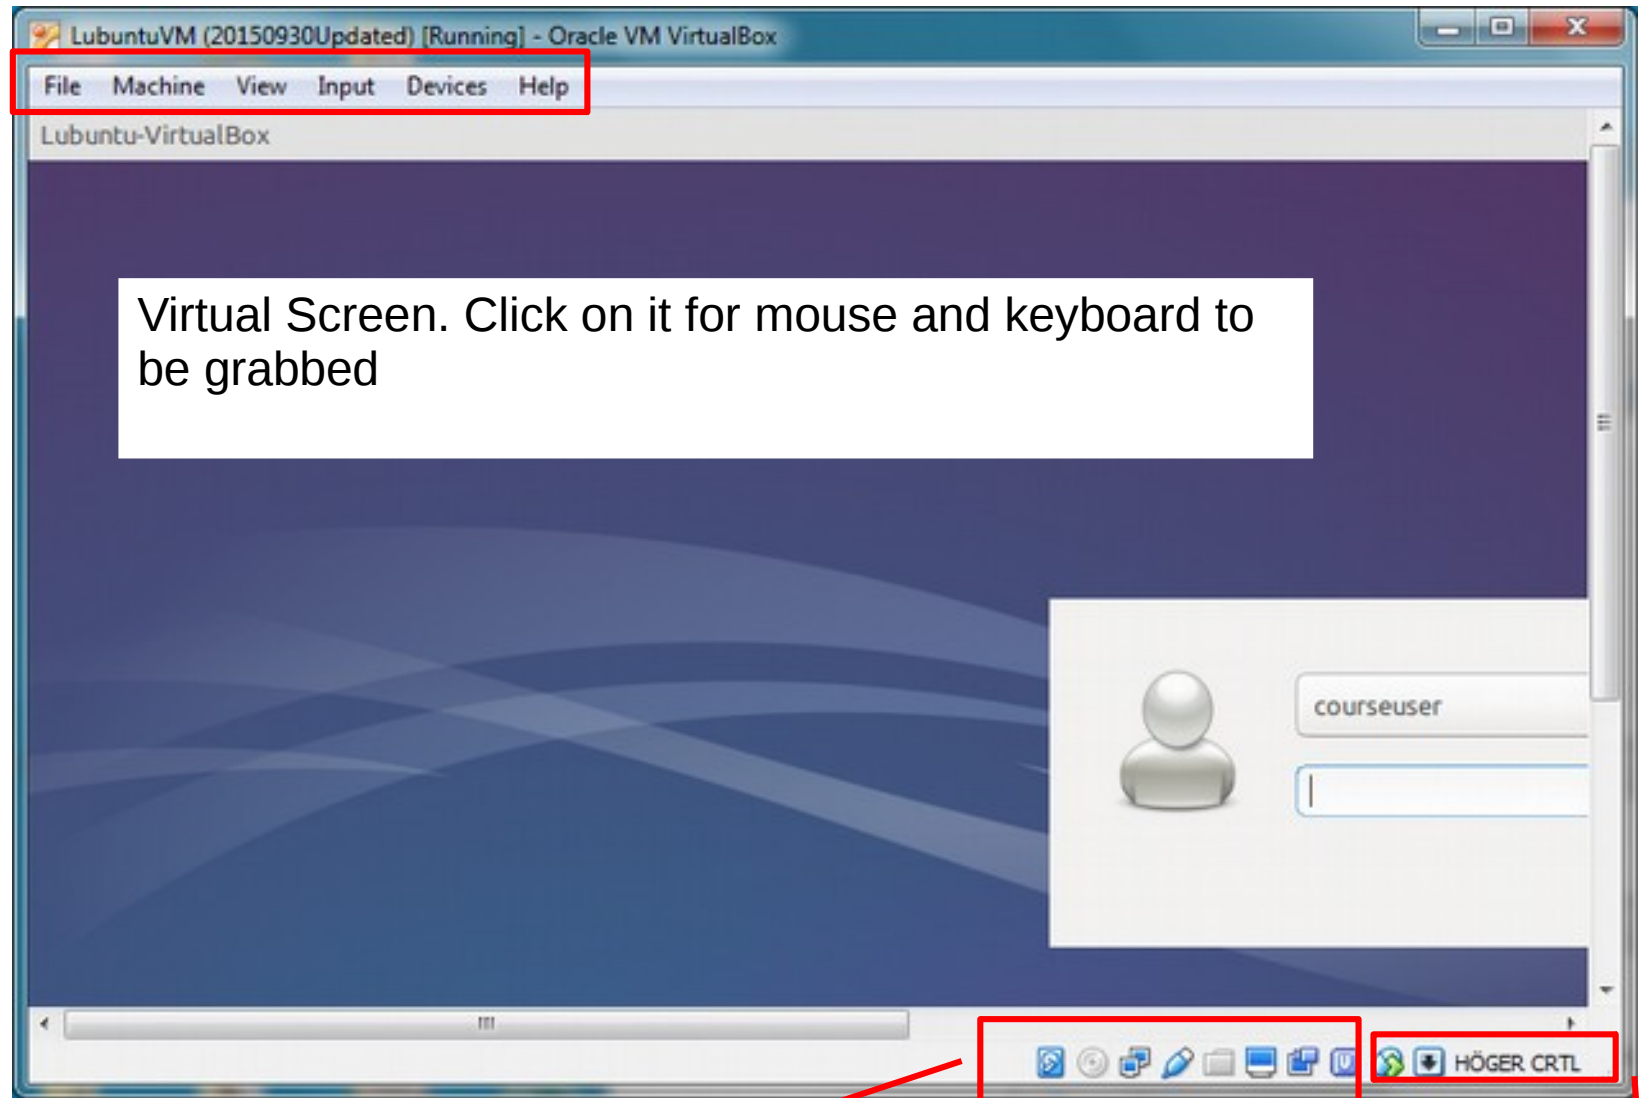 LubuntuVM (20150930Updated) [Running] - Oracle VM VirtualBox
File Machine View Input Devices Help
Lubuntu-VirtualBox
Virtual Screen. Click on it for mouse and keyboard to
be grabbed
courseuser
HÖGER CRTL